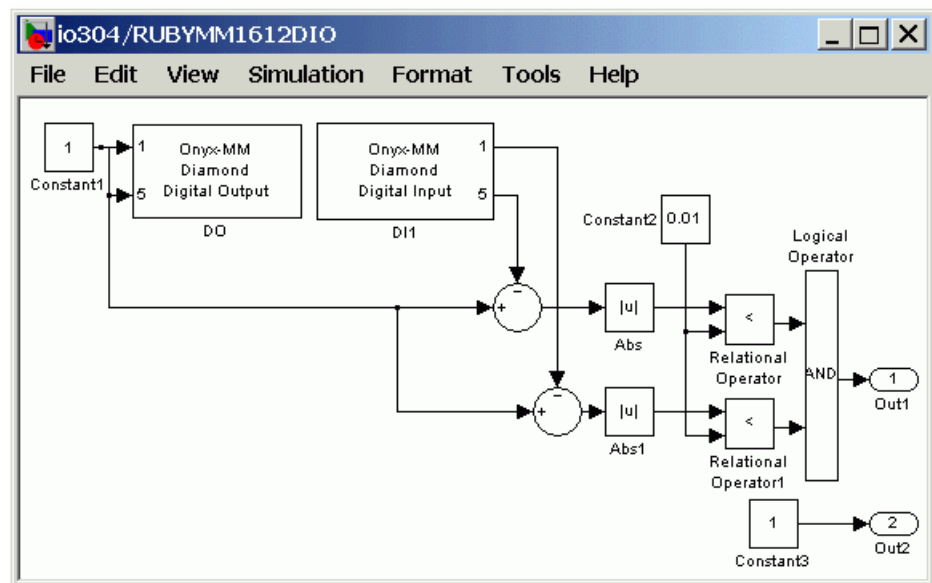 io304/RUBYMM1612DIO
File Edit View Simulation Format Tools Help
1
Constant1
1
5
Onyx-MM
Diamond
Digital Output
DO
Onyx-MM
Diamond
Digital Input
1
5
DI1
Constant2
0.01
Logical
Operator
-
+
|u|
Abs
<
Relational
Operator
AND
1
Out1
-
+
|u|
Abs1
<
Relational
Operator1
1
Constant3
2
Out2